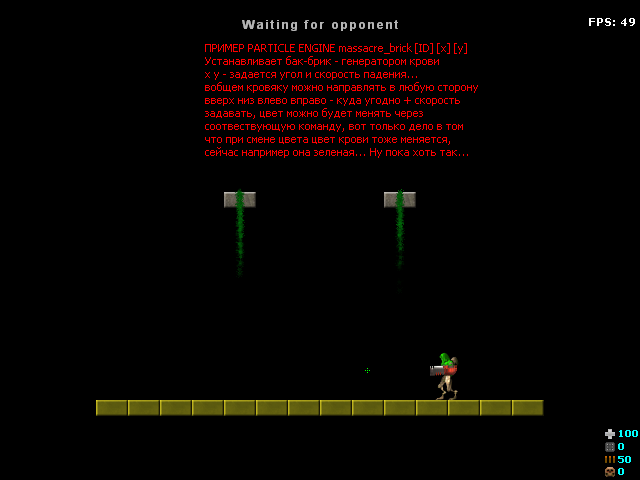 Waiting for opponent
FPS: 49
ПРИМЕР PARTICLE ENGINE massacre_brick [ID] [x] [y]
Устанавливает бак-брик - генератором крови
x y - задается угол и скорость падения...
вобщем кровяку можно направлять в любую сторону
вверх низ влево вправо - куда угодно + скорость
задавать, цвет можно будет менять через
соотвествующую команду, вот только дело в том
что при смене цвета цвет крови тоже меняется,
сейчас например она зеленая... Ну пока хоть так...
100
0
50
0